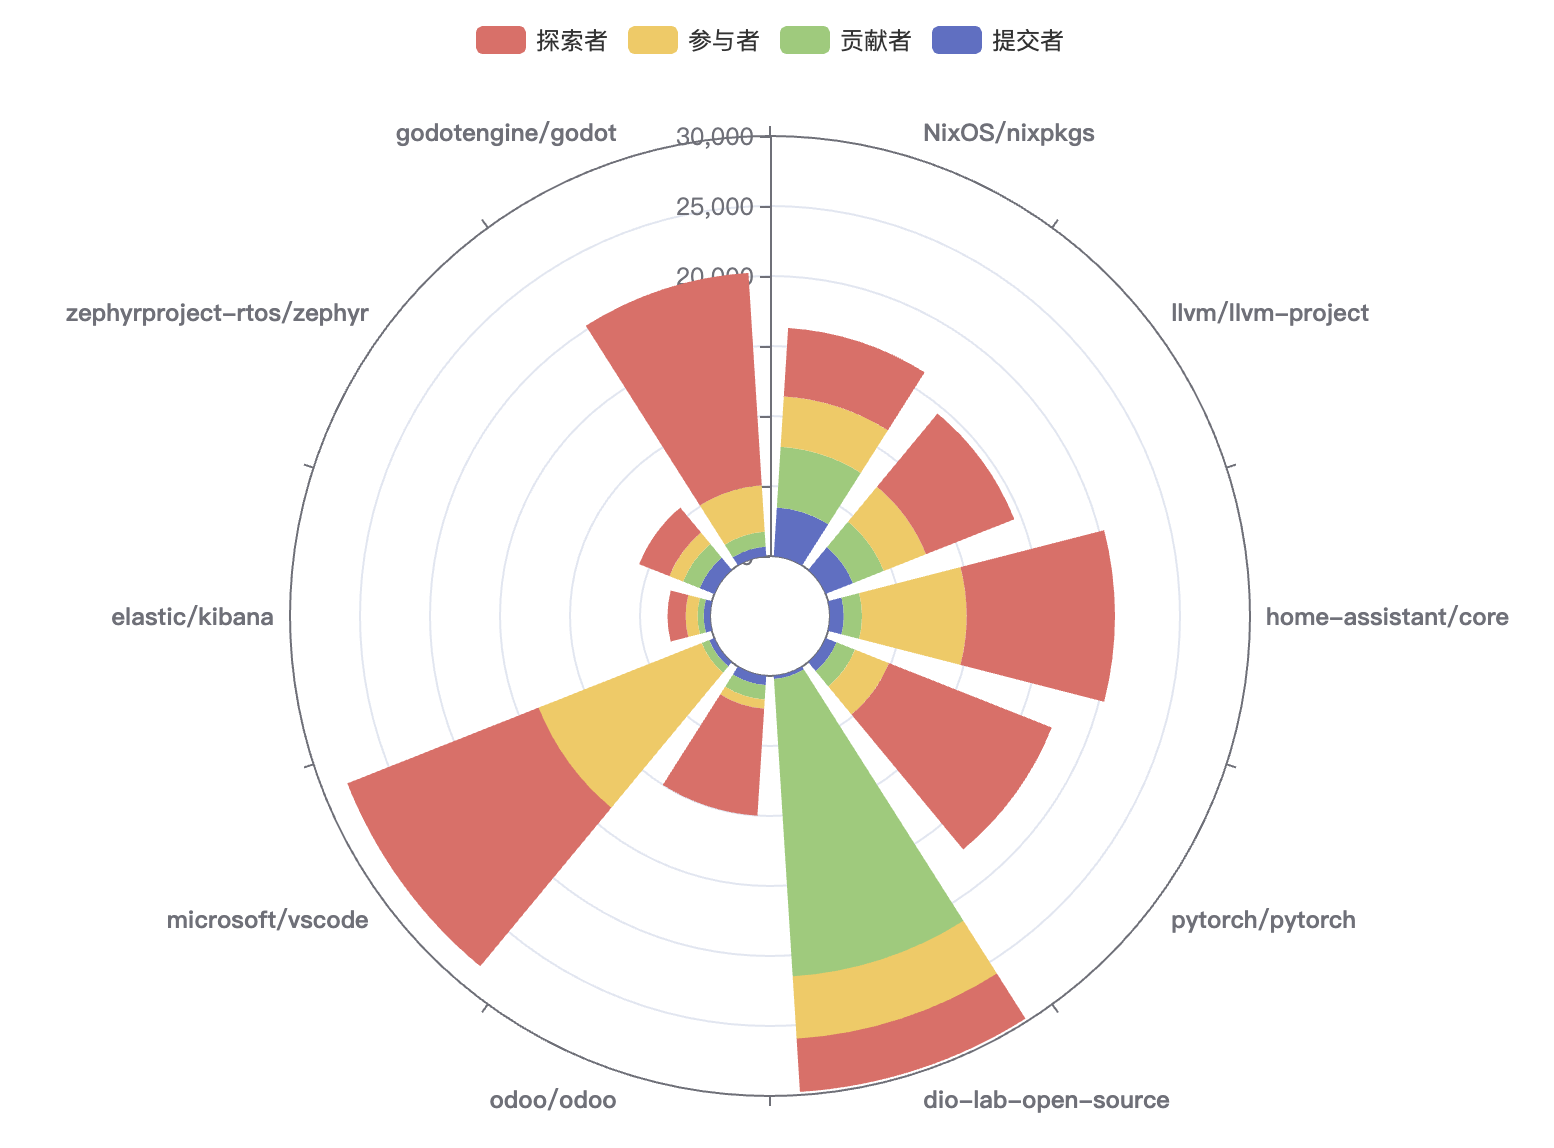 探索者 参与者 贡献者 提交者
godotengine/godot
30,000
NixOS/nixpkgs
25,000
20,000
zephyrproject-rtos/zephyr
llvm/llvm-project
elastic/kibana
home-assistant/core
microsoft/vscode
pytorch/pytorch
odoo/odoo
dio-lab-open-source